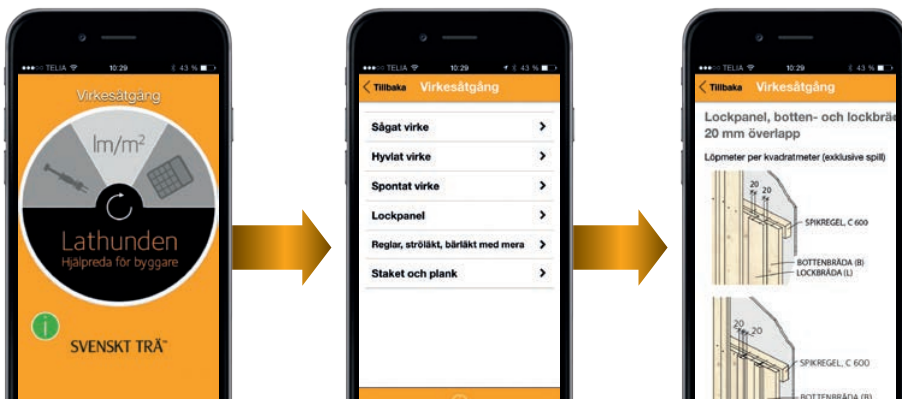 TELIA 10:29 43 %
Virkesåtgång
lm/m²
Lathunden
Hjälpreda för byggare
i
SVENSKT TRÄ™
TELIA 10:29 43 %
Tillbaka Virkesåtgång
Sågat virke
Hyvlat virke
Spontat virke
Lockpanel
Reglar, ströläkt, bärläkt med mera
Staket och plank
TELIA 10:29 43 %
Tillbaka Virkesåtgång
Lockpanel, botten- och lockbräd
20 mm överlapp
Löpmeter per kvadratmeter (exklusive spill)
20 20
SPIKREGEL, C 600
BOTTENBRÄDA (B)
LOCKBRÄDA (L)
20 20
SPIKREGEL, C 600
BOTTENBRÄDA (B)